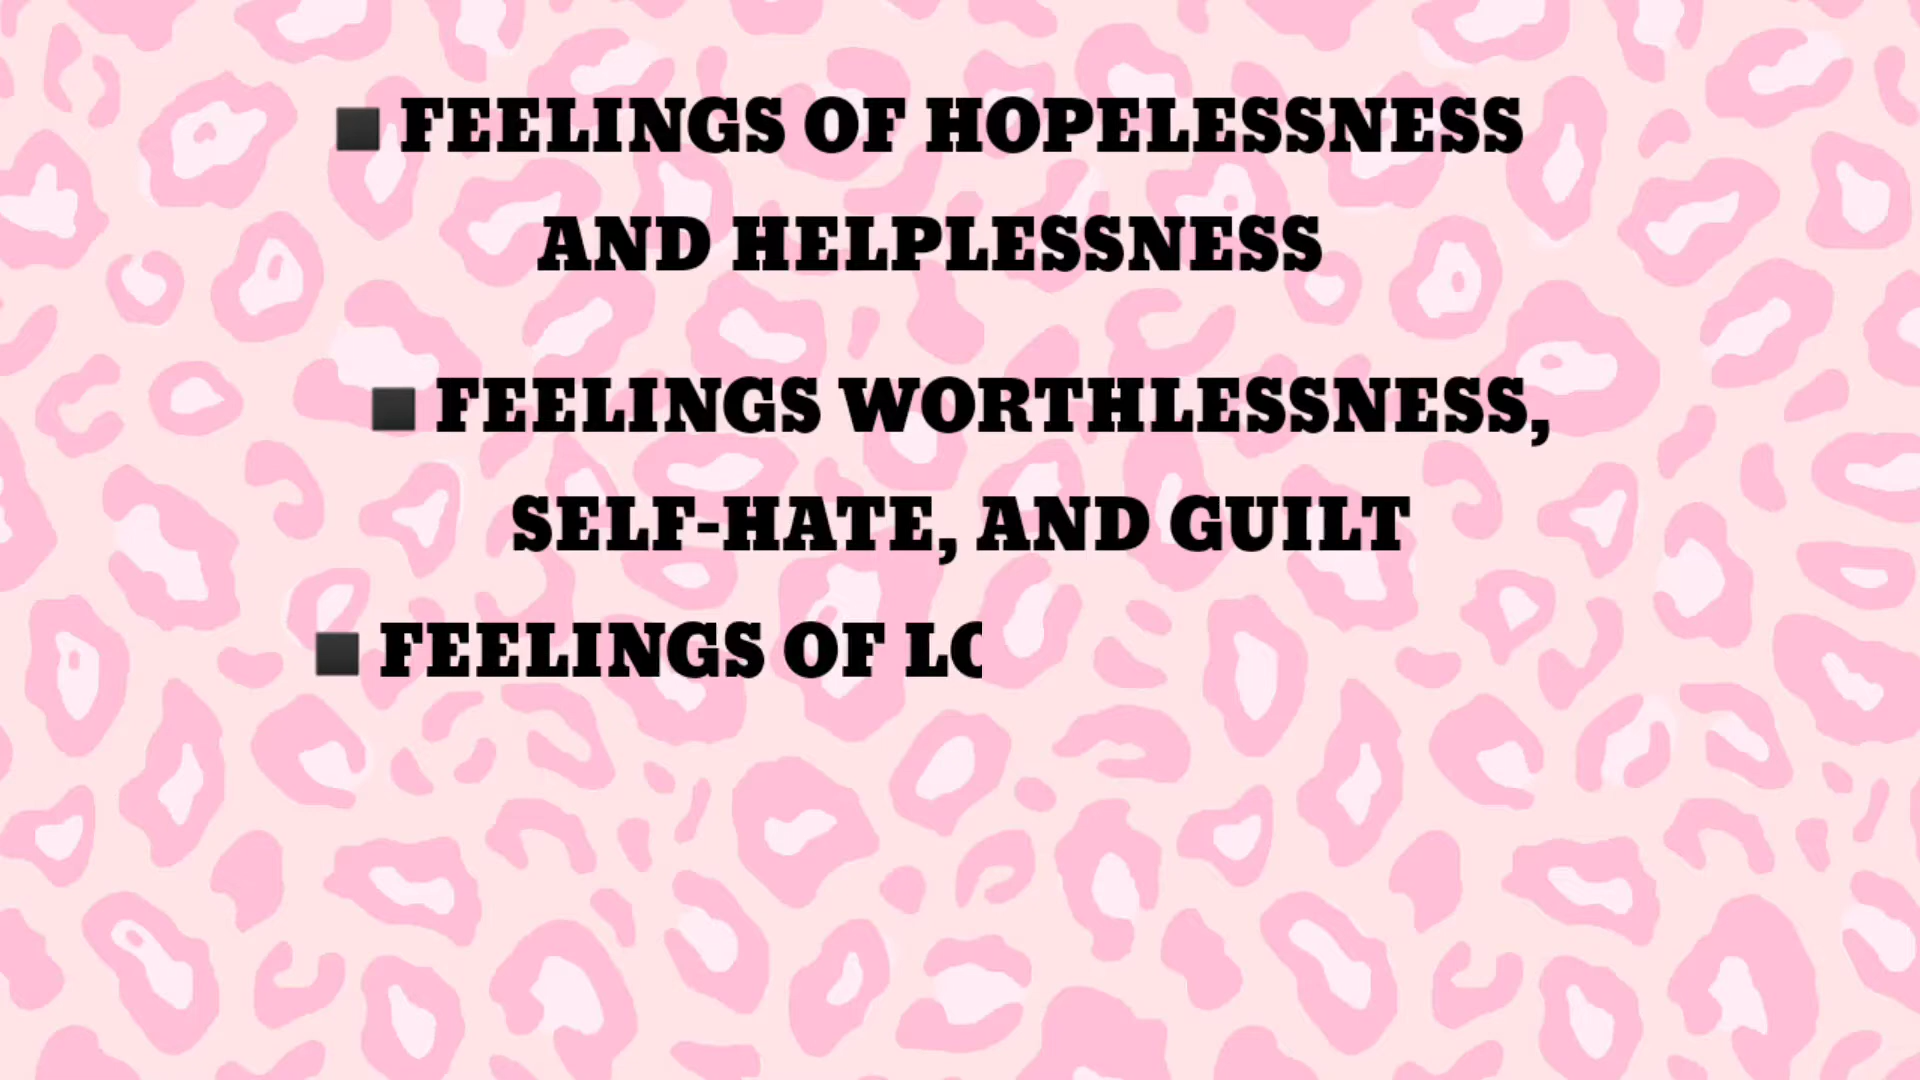 ◾FEELINGS OF HOPELESSNESS
AND HELPLESSNESS
◾FEELINGS WORTHLESSNESS,
SELF-HATE, AND GUILT
◾FEELINGS OF